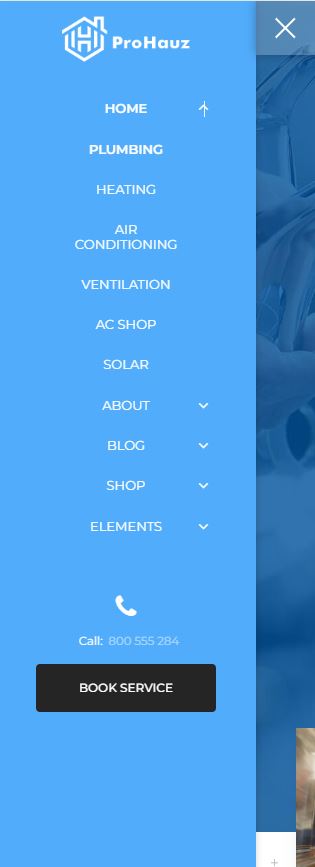 ProHauz
HOME
PLUMBING
HEATING
AIR
CONDITIONING
VENTILATION
AC SHOP
SOLAR
ABOUT
BLOG
SHOP
ELEMENTS
Call: 800 555 284
BOOK SERVICE